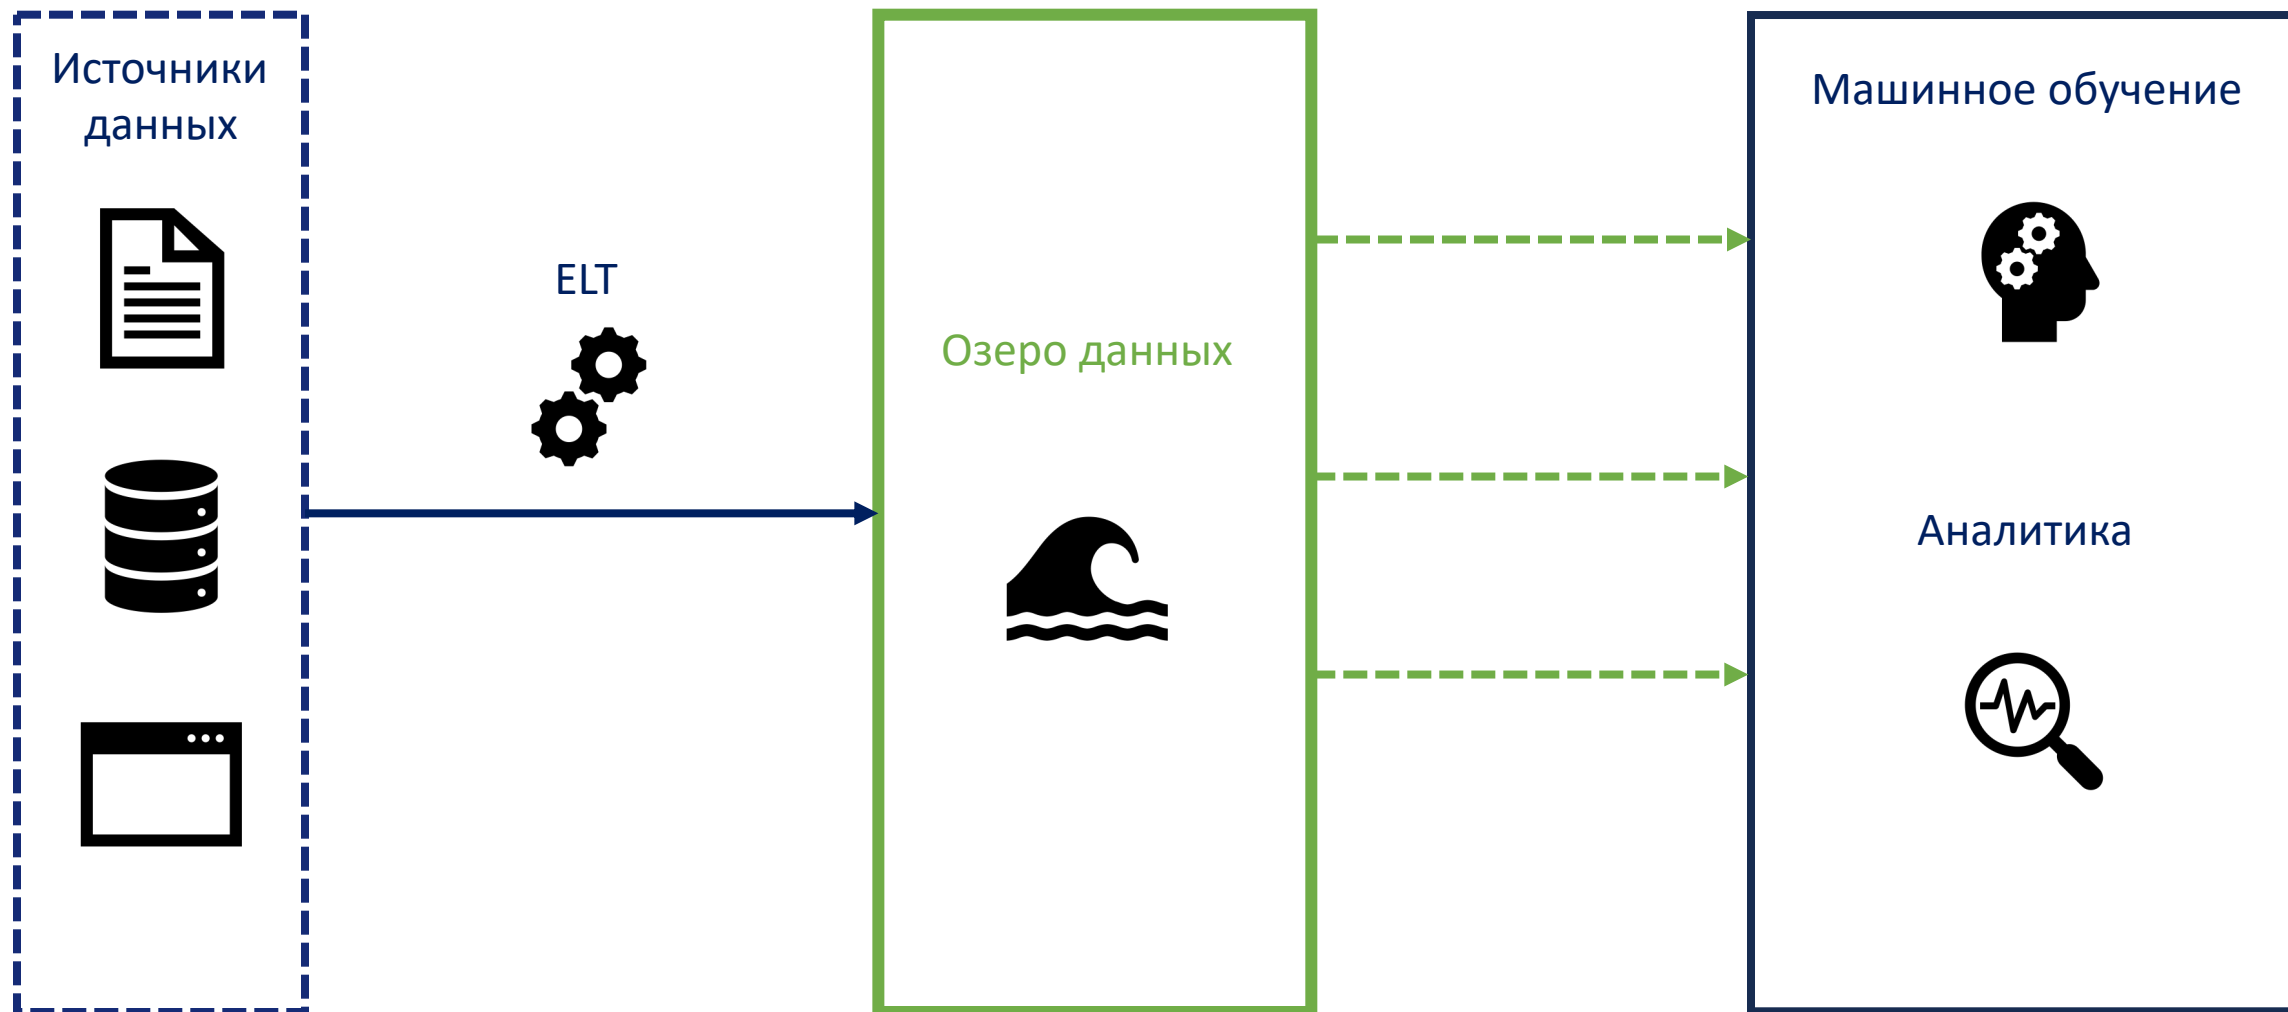 Источники
данных
ELT
Озеро данных
Машинное обучение
Аналитика